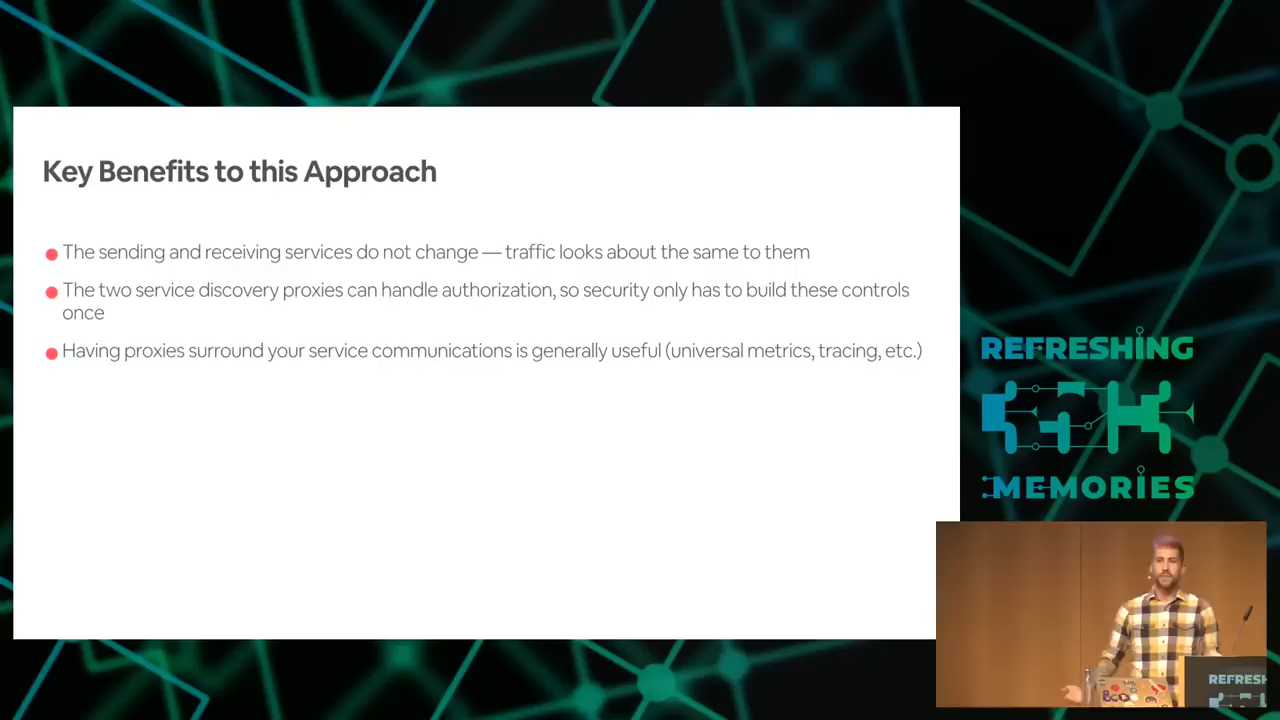 Key Benefits to this Approach
The sending and receiving services do not change — traffic looks about the same to them
The two service discovery proxies can handle authorization, so security only has to build these controls
once
Having proxies surround your service communications is generally useful (universal metrics, tracing, etc.)
REFRESHING
MEMORIES
REFRESH